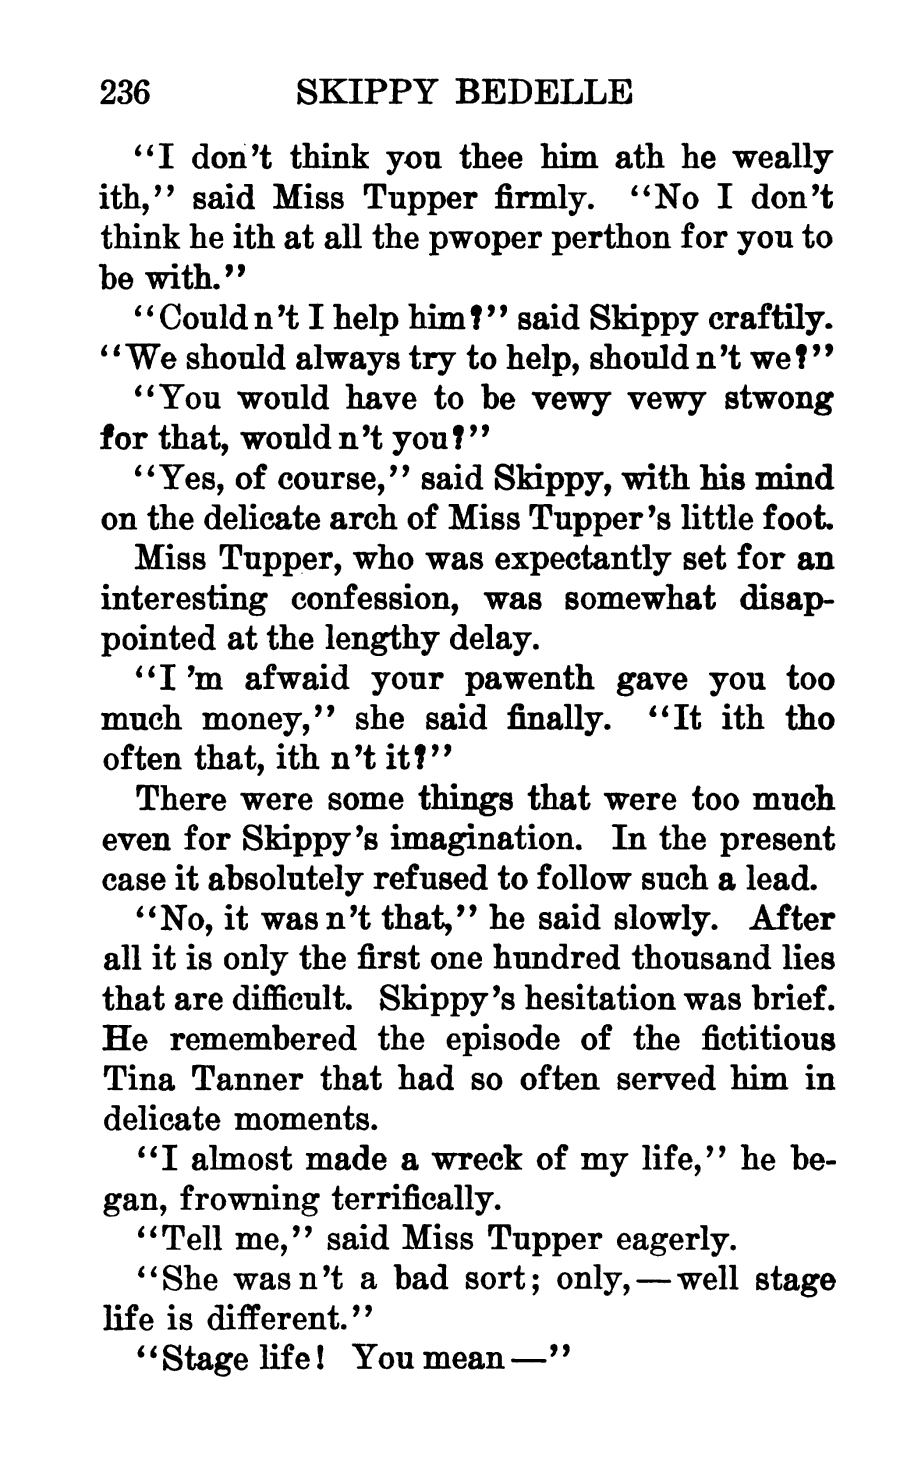 236 SKIPPY BEDELLE
“I don’t think you thee him ath he weally
ith,” said Miss Tupper firmly. “No I don’t
think he ith at all the pwoper perthon for you to
be with.”
“Could n’t I help him?” said Skippy craftily.
“We should always try to help, should n’t we?”
“You would have to be vewy vewy stwong
for that, would n’t you?”
“Yes, of course,” said Skippy, with his mind
on the delicate arch of Miss Tupper’s little foot.
Miss Tupper, who was expectantly set for an
interesting confession, was somewhat disap-
pointed at the lengthy delay.
“I ’m afwaid your pawenth gave you too
much money,” she said finally. “It ith tho
often that, ith n’t it?”
There were some things that were too much
even for Skippy’s imagination. In the present
case it absolutely refused to follow such a lead.
“No, it was n’t that,” he said slowly. After
all it is only the first one hundred thousand lies
that are difficult. Skippy’s hesitation was brief.
He remembered the episode of the fictitious
Tina Tanner that had so often served him in
delicate moments.
“I almost made a wreck of my life,” he be-
gan, frowning terrifically.
“Tell me,” said Miss Tupper eagerly.
“She was n’t a bad sort; only,—well stage
life is different.”
“Stage life! You mean—”